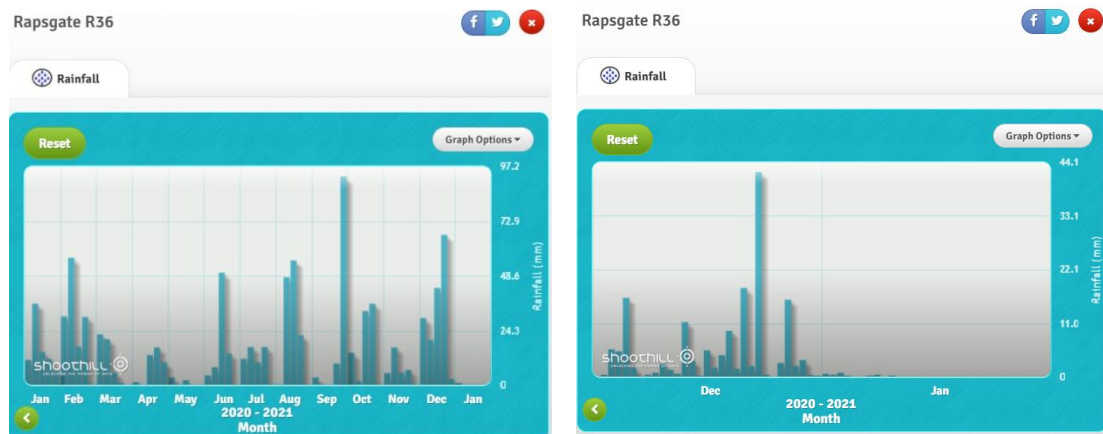 Rapsgate R36
f
Rainfall
Reset
Graph Options
97.2
72.9
48.6
24.3
0
Rainfall (mm)
shoothill
Jan Feb Mar Apr May Jun Jul Aug Sep Oct Nov Dec Jan
2020 - 2021
Month
Rapsgate R36
f
Rainfall
Reset
Graph Options
44.1
33.1
22.1
11.0
0
Rainfall (mm)
shoothill
Dec Jan
2020 - 2021
Month